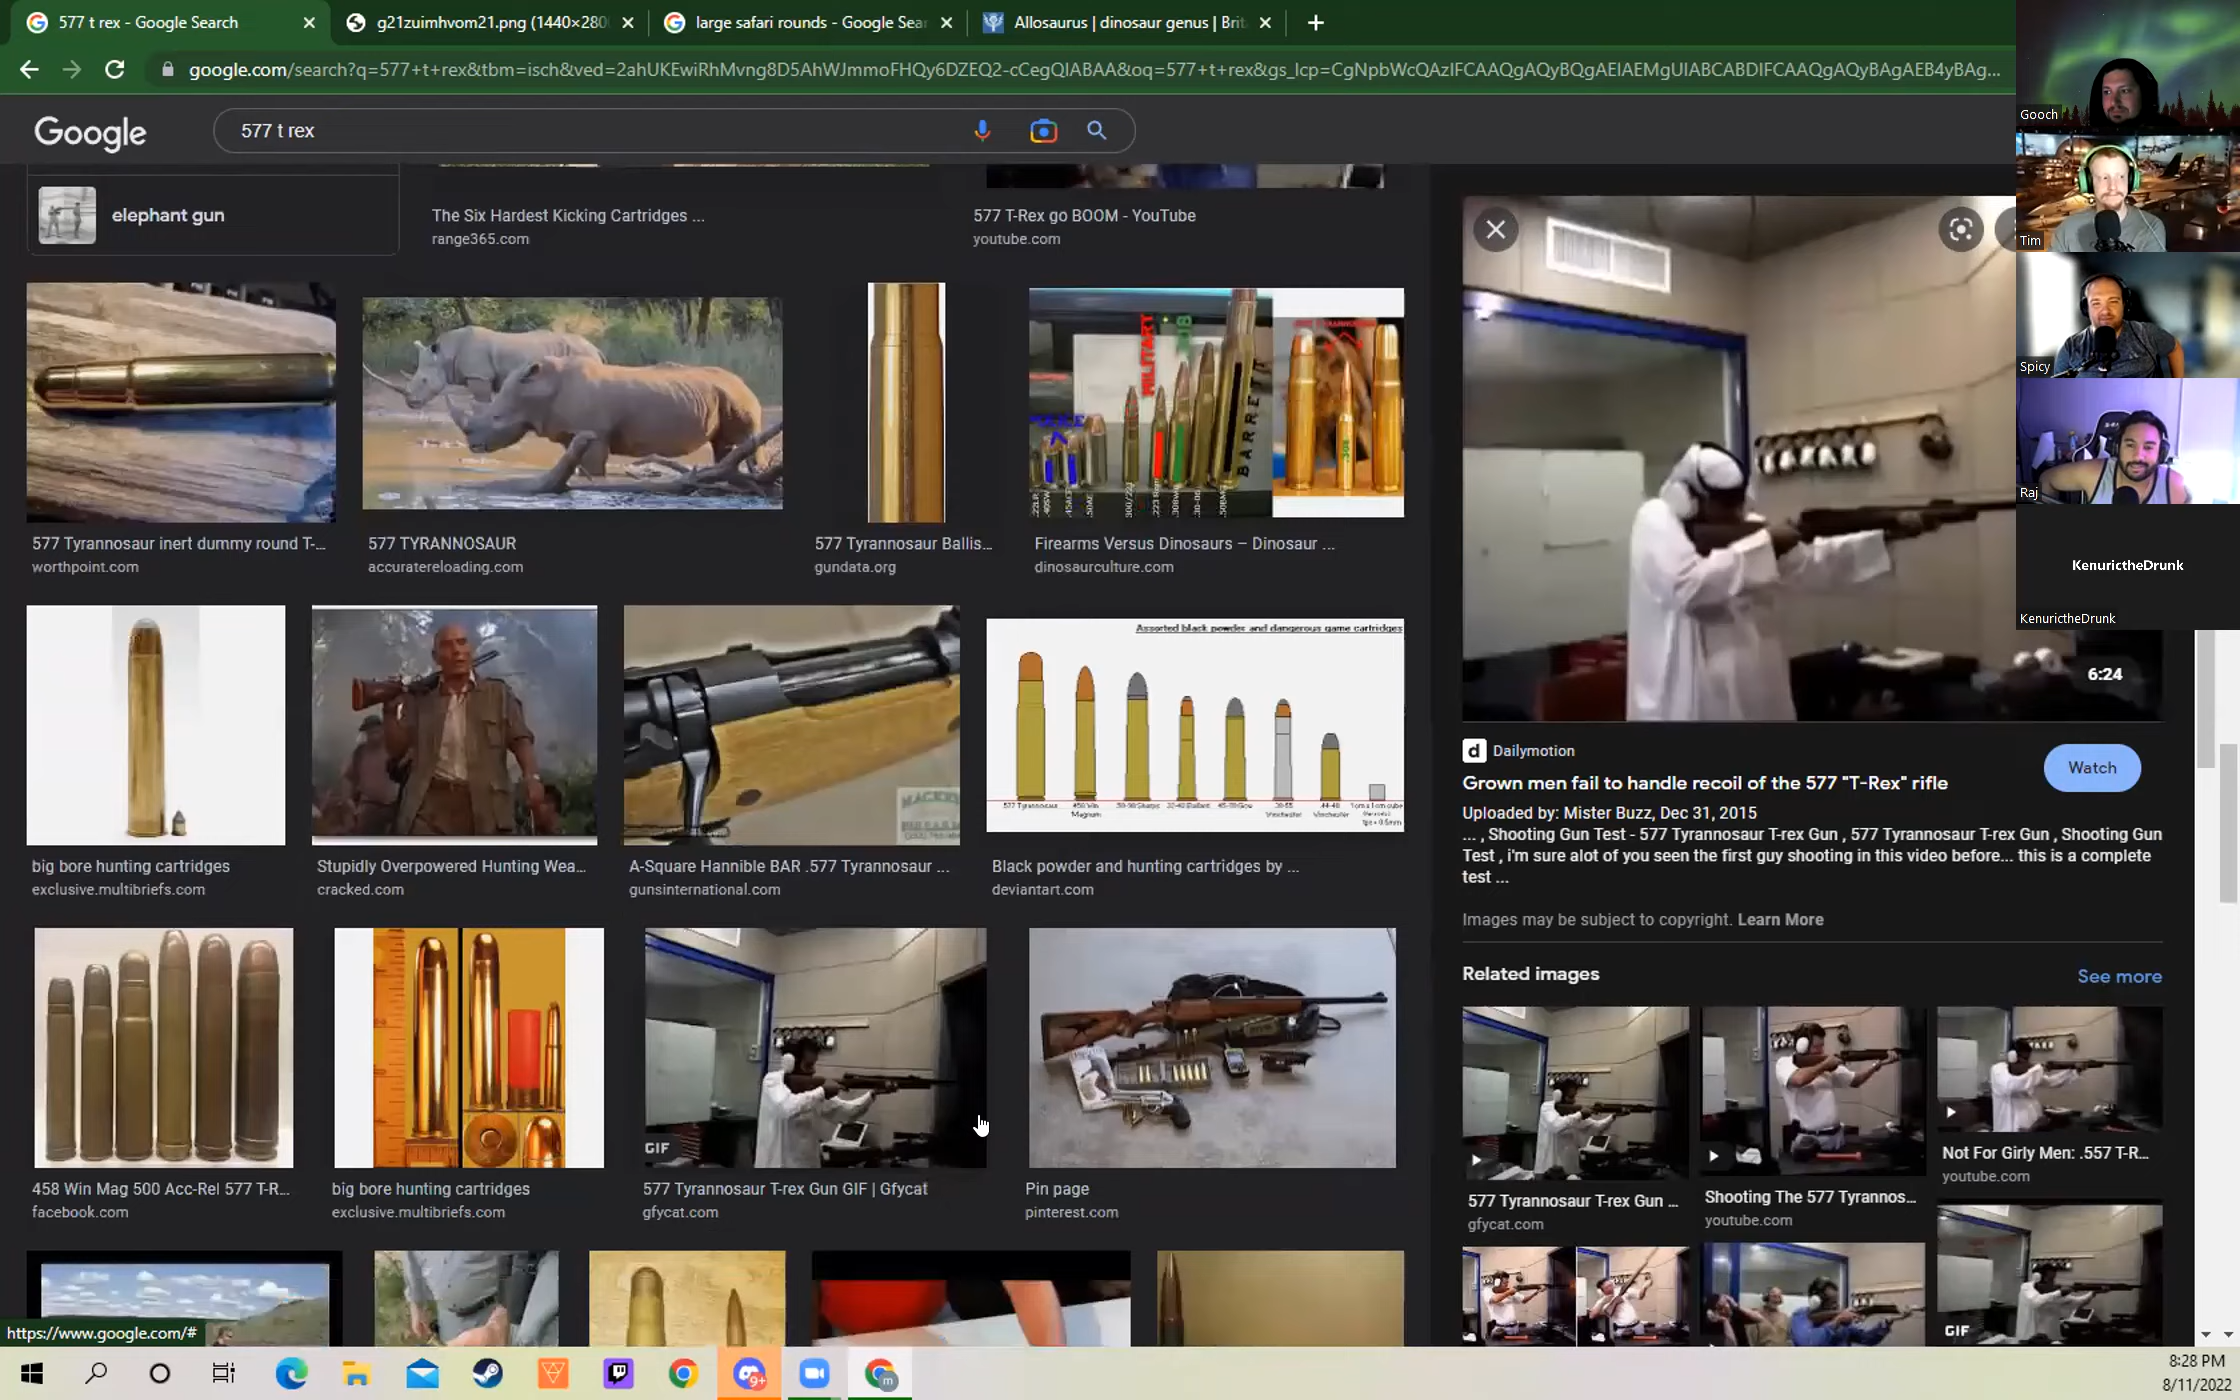 577 t rex - Google Search
g21zuimhvom21.png (1440×280
large safari rounds - Google Sear
Allosaurus | dinosaur genus | Brit
google.com/search?q=577+t+rex&tbm=isch&ved=2ahUKEwiRhMvng8D5AhWJmmoFHQy6DZEQ2-cCegQIABAA&oq=577+t+rex&gs_lcp=CgNpbWcQAzIFCAAQgAQyBQgAEIAEMgUIABCABDIFCAAQgAQyBAgAEB4yBAg...
Google
577 t rex
Gooch
Tim
Spicy
Raj
KenurictheDrunk
KenurictheDrunk
elephant gun
The Six Hardest Kicking Cartridges ...
range365.com
577 T-Rex go BOOM - YouTube
youtube.com
MILITARY
BARRE
577 Tyrannosaur inert dummy round T-...
worthpoint.com
577 TYRANNOSAUR
accuratereloading.com
577 Tyrannosaur Ballis...
gundata.org
Firearms Versus Dinosaurs – Dinosaur ...
dinosaurculture.com
Assorted black powder and dangerous game cartridges
big bore hunting cartridges
exclusive.multibriefs.com
Stupidly Overpowered Hunting Wea...
cracked.com
A-Square Hannible BAR .577 Tyrannosaur ...
gunsinternational.com
Black powder and hunting cartridges by ...
deviantart.com
GIF
458 Win Mag 500 Acc-Rel 577 T-R...
facebook.com
big bore hunting cartridges
exclusive.multibriefs.com
577 Tyrannosaur T-rex Gun GIF | Gfycat
gfycat.com
Pin page
pinterest.com
6:24
d Dailymotion
Watch
Grown men fail to handle recoil of the 577 "T-Rex" rifle
Uploaded by: Mister Buzz, Dec 31, 2015
... , Shooting Gun Test - 577 Tyrannosaur T-rex Gun , 577 Tyrannosaur T-rex Gun , Shooting Gun
Test , i'm sure alot of you seen the first guy shooting in this video before... this is a complete
test ...
Images may be subject to copyright. Learn More
Related images
See more
577 Tyrannosaur T-rex Gun ...
gfycat.com
Shooting The 577 Tyrannos...
youtube.com
Not For Girly Men: .557 T-R...
youtube.com
GIF
https://www.google.com/#
9+
m
8:28 PM
8/11/2022